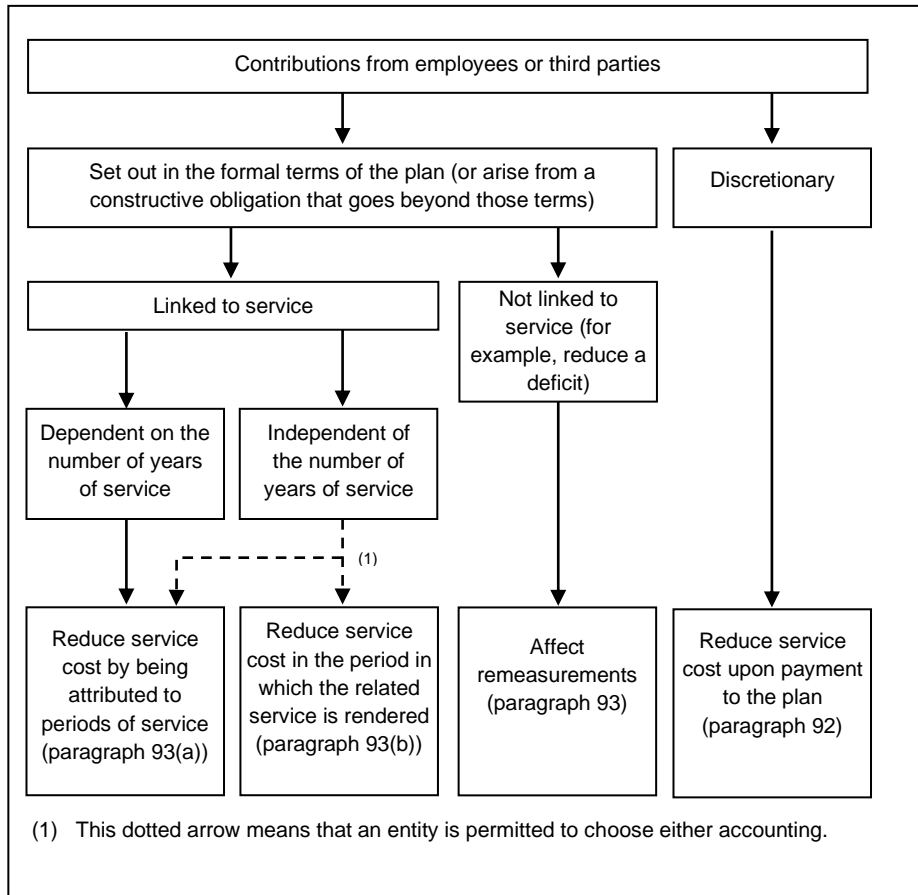 Contributions from employees or third parties
Set out in the formal terms of the plan (or arise from a
constructive obligation that goes beyond those terms)
Discretionary
Linked to service
Not linked to
service (for
example, reduce a
deficit)
Dependent on the
number of years
of service
Independent of
the number of
years of service
(1)
Reduce service
cost by being
attributed to
periods of service
(paragraph 93(a))
Reduce service
cost in the period in
which the related
service is rendered
(paragraph 93(b))
Affect
remeasurements
(paragraph 93)
Reduce service
cost upon payment
to the plan
(paragraph 92)
(1) This dotted arrow means that an entity is permitted to choose either accounting.